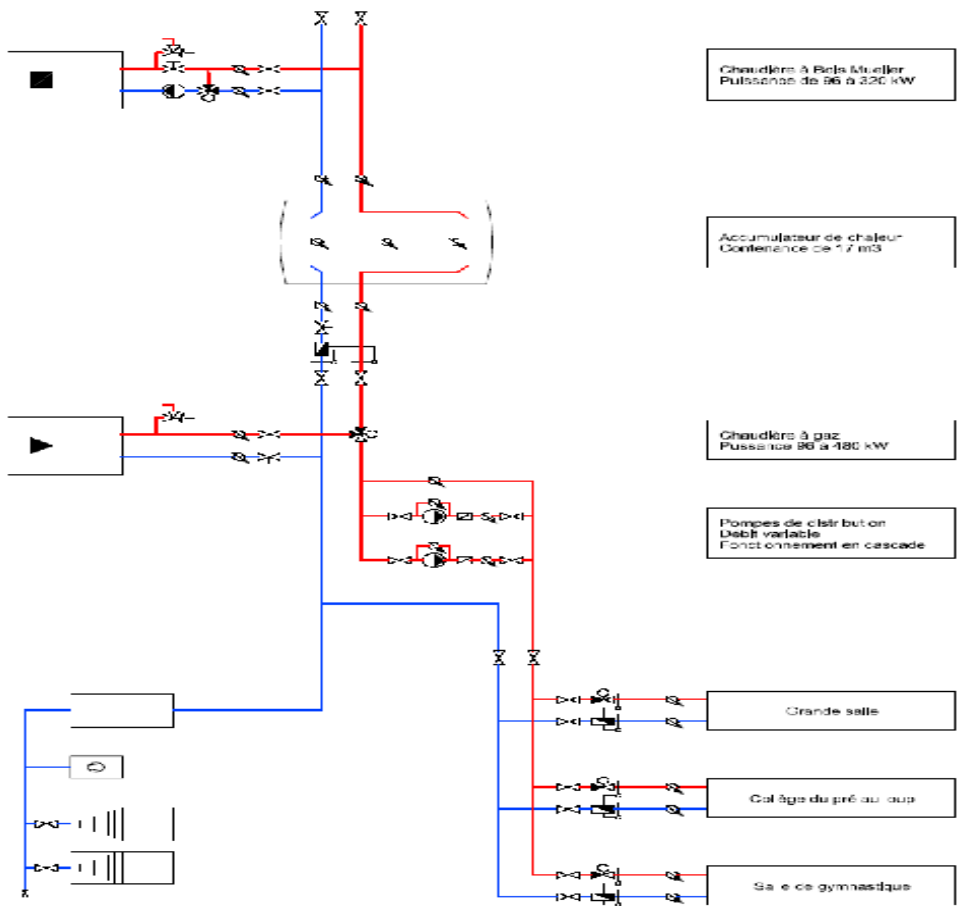 Chaudière à Bois Mueller
Puissance de 96 à 320 kW
Accumulateur de chaleur
Contenance de 17 m3
Chaudière à gaz
Puissance 96 à 480 kW
Pompes de distribution
Débit variable
Fonctionnement en cascade
Grande salle
Collège du pré au loup
Salle de gymnastique